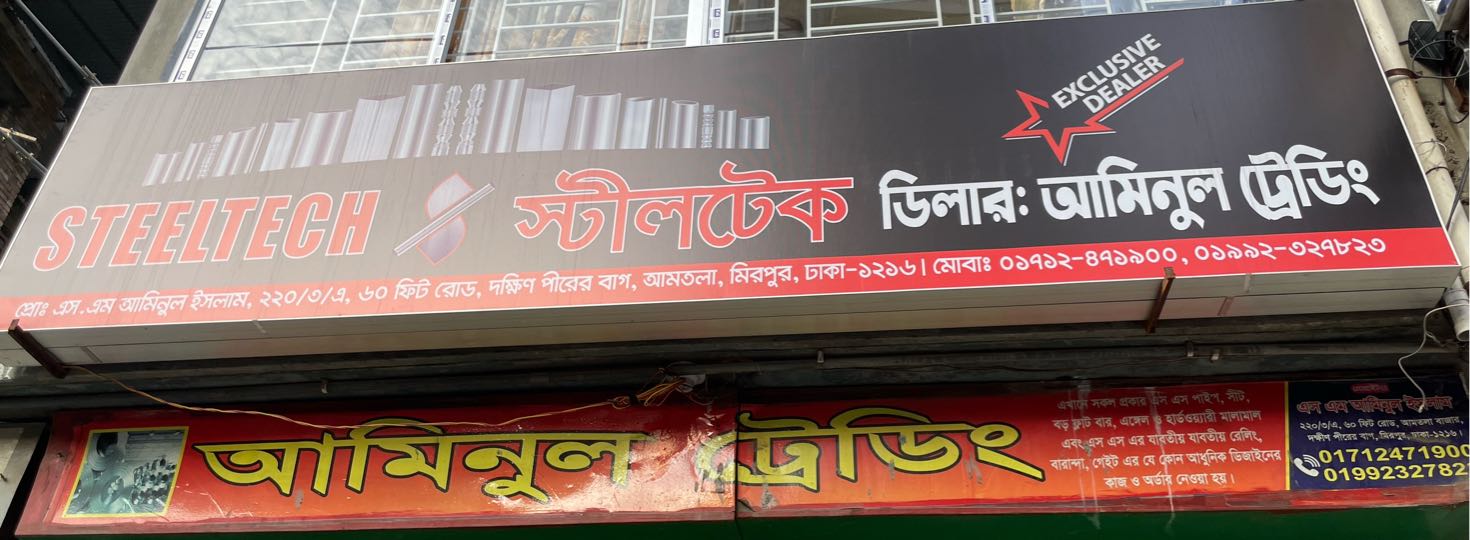 EXCLUSIVE
DEALER
STEELTECH স্টীলটেক ডিলার: আমিনুল ট্রেডিং
প্রোঃ এস.এম আমিনুল ইসলাম, ২২০/৩/এ, ৬০ ফিট রোড, দক্ষিণ পীরের বাগ, আমতলা, মিরপুর, ঢাকা-১২১৬। মোবাঃ ০১৭১২-৪৭১৯০০, ০১৯৯২-৩২৭৮২৩
আমিনুল ট্রেডিং
এখানে সকল প্রকার এস এস পাইপ, সীট,
বক্স ফ্লাট বার, এঙ্গেল ও হার্ডওয়্যারী মালামাল
এবং এস এস এর যাবতীয় যাবতীয় রেলিং,
বারান্দা, গেইট এর যে কোন আধুনিক ডিজাইনের
কাজ ও অর্ডার নেওয়া হয়।
এস এম আমিনুল ইসলাম
২২০/৩/এ, ৬০ ফিট রোড, আমতলা বাজার,
দক্ষীণ পীরের বাগ, মিরপুর, ঢাকা-১২১৬।
01712471900
0199232782